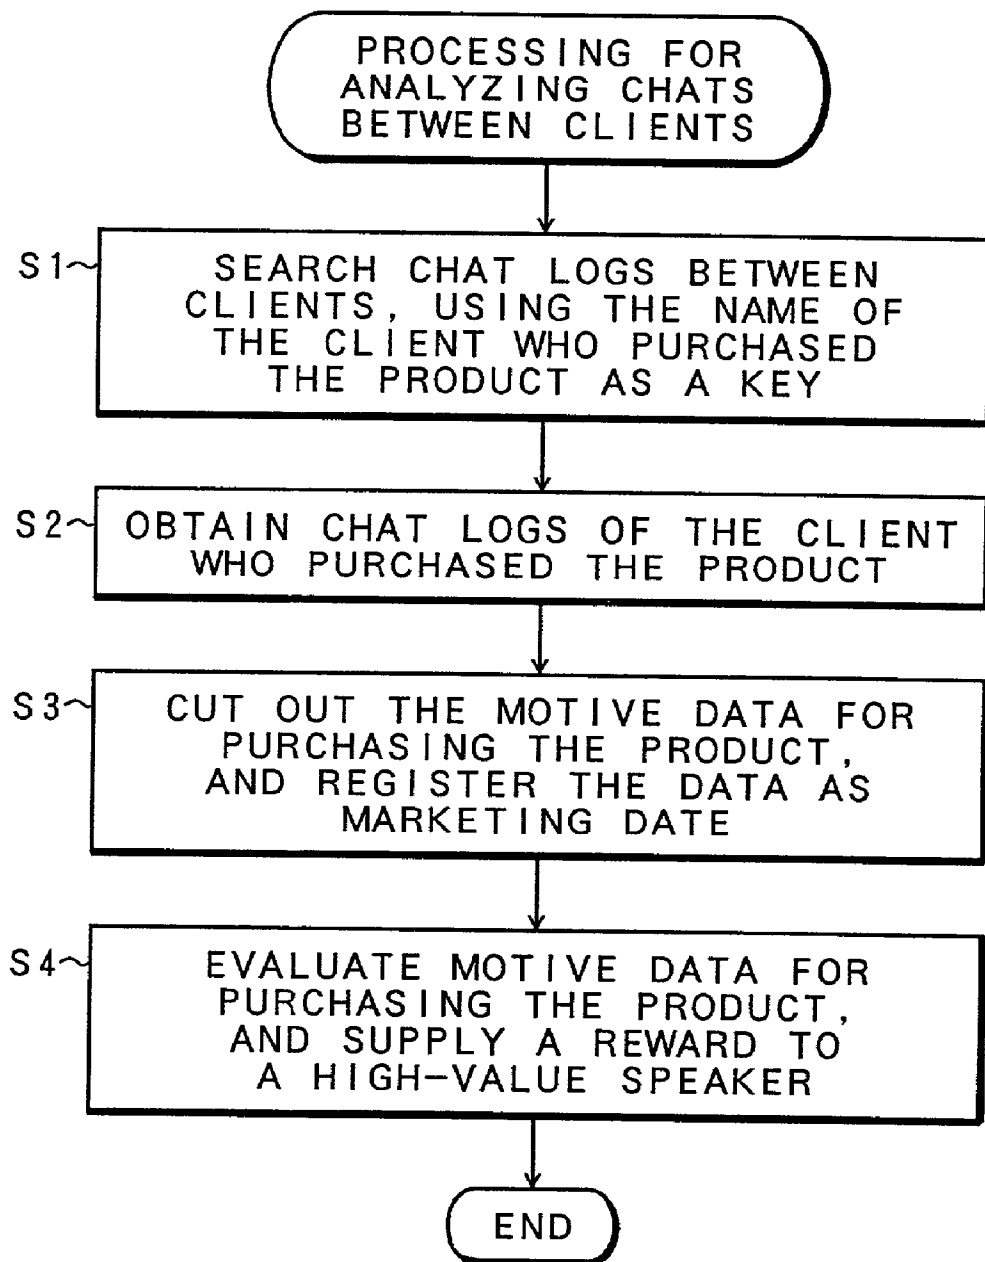 PROCESSING FOR
ANALYZING CHATS
BETWEEN CLIENTS
S1
SEARCH CHAT LOGS BETWEEN
CLIENTS, USING THE NAME OF
THE CLIENT WHO PURCHASED
THE PRODUCT AS A KEY
S2
OBTAIN CHAT LOGS OF THE CLIENT
WHO PURCHASED THE PRODUCT
S3
CUT OUT THE MOTIVE DATA FOR
PURCHASING THE PRODUCT,
AND REGISTER THE DATA AS
MARKETING DATE
S4
EVALUATE MOTIVE DATA FOR
PURCHASING THE PRODUCT,
AND SUPPLY A REWARD TO
A HIGH-VALUE SPEAKER
END